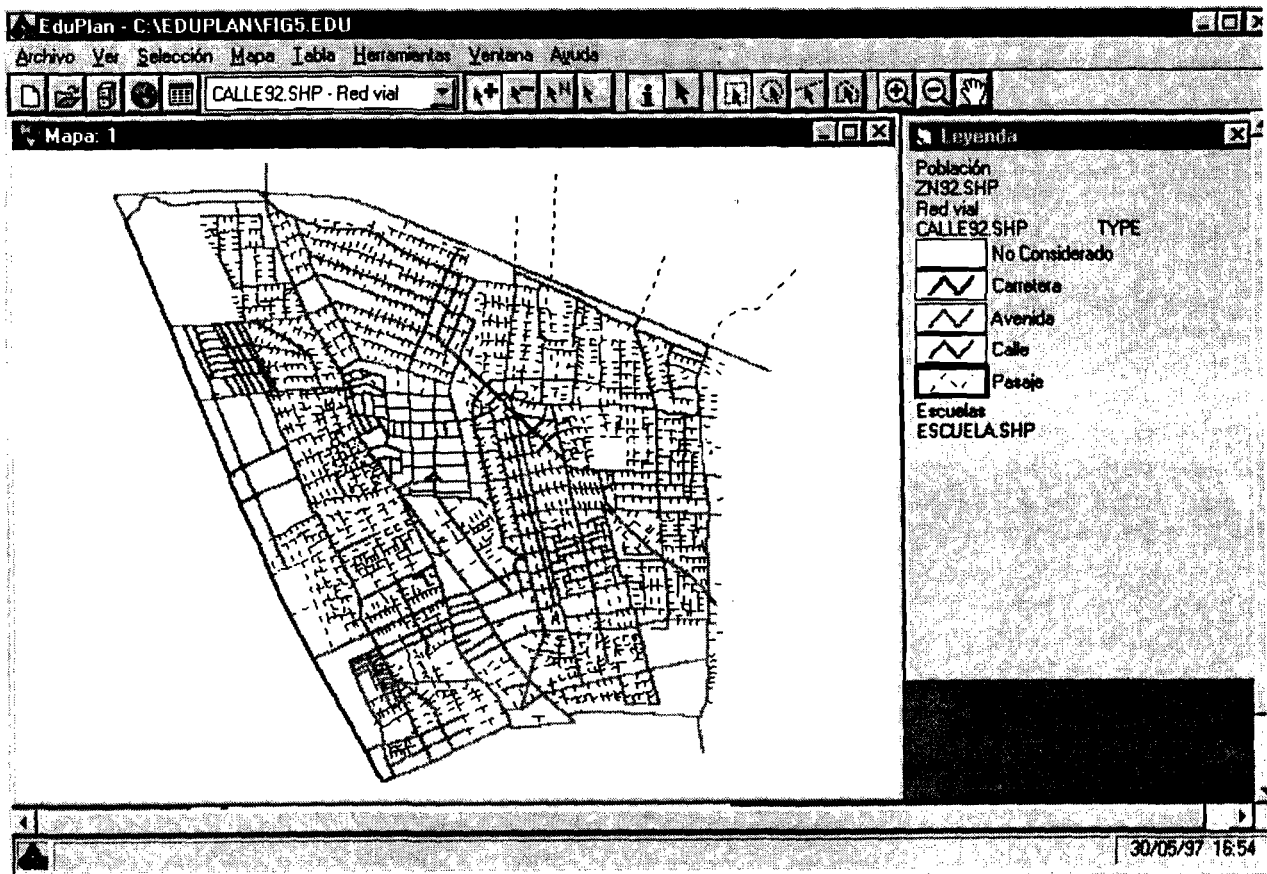 EduPlan - C:\EDUPLAN\FIG5.EDU
Archivo Ver Selección Mapa Tabla Herramientas Ventana Ayuda
CALLE92.SHP - Red vial
Mapa: 1
Leyenda
Población
ZN92.SHP
Red vial
CALLE92.SHP TYPE
No Considerado
Carretera
Avenida
Calle
Pasaje
Escuelas
ESCUELA.SHP
30/05/97 16:54